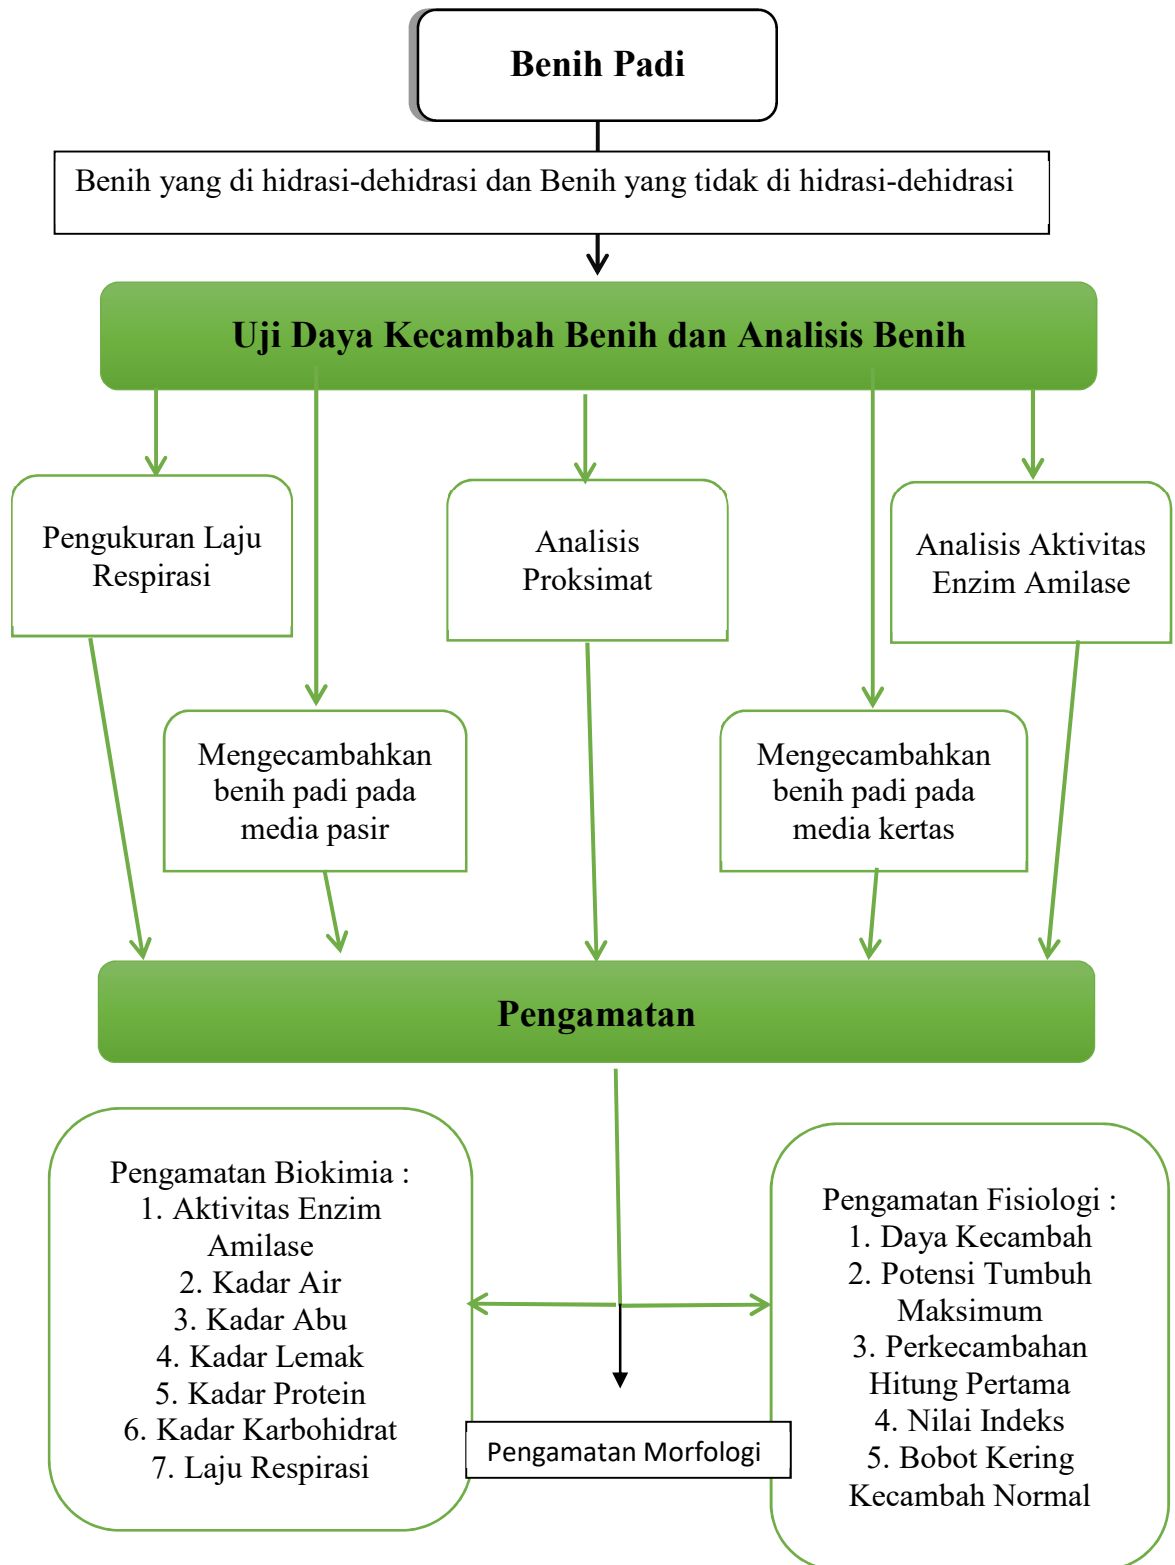 Benih Padi
Benih yang di hidrasi-dehidrasi dan Benih yang tidak di hidrasi-dehidrasi
Uji Daya Kecambah Benih dan Analisis Benih
Pengukuran Laju
Respirasi
Analisis
Proksimat
Analisis Aktivitas
Enzim Amilase
Mengecambahkan
benih padi pada
media pasir
Mengecambahkan
benih padi pada
media kertas
Pengamatan
Pengamatan Biokimia :
1. Aktivitas Enzim
Amilase
2. Kadar Air
3. Kadar Abu
4. Kadar Lemak
5. Kadar Protein
6. Kadar Karbohidrat
7. Laju Respirasi
Pengamatan Morfologi
Pengamatan Fisiologi :
1. Daya Kecambah
2. Potensi Tumbuh
Maksimum
3. Perkecambahan
Hitung Pertama
4. Nilai Indeks
5. Bobot Kering
Kecambah Normal